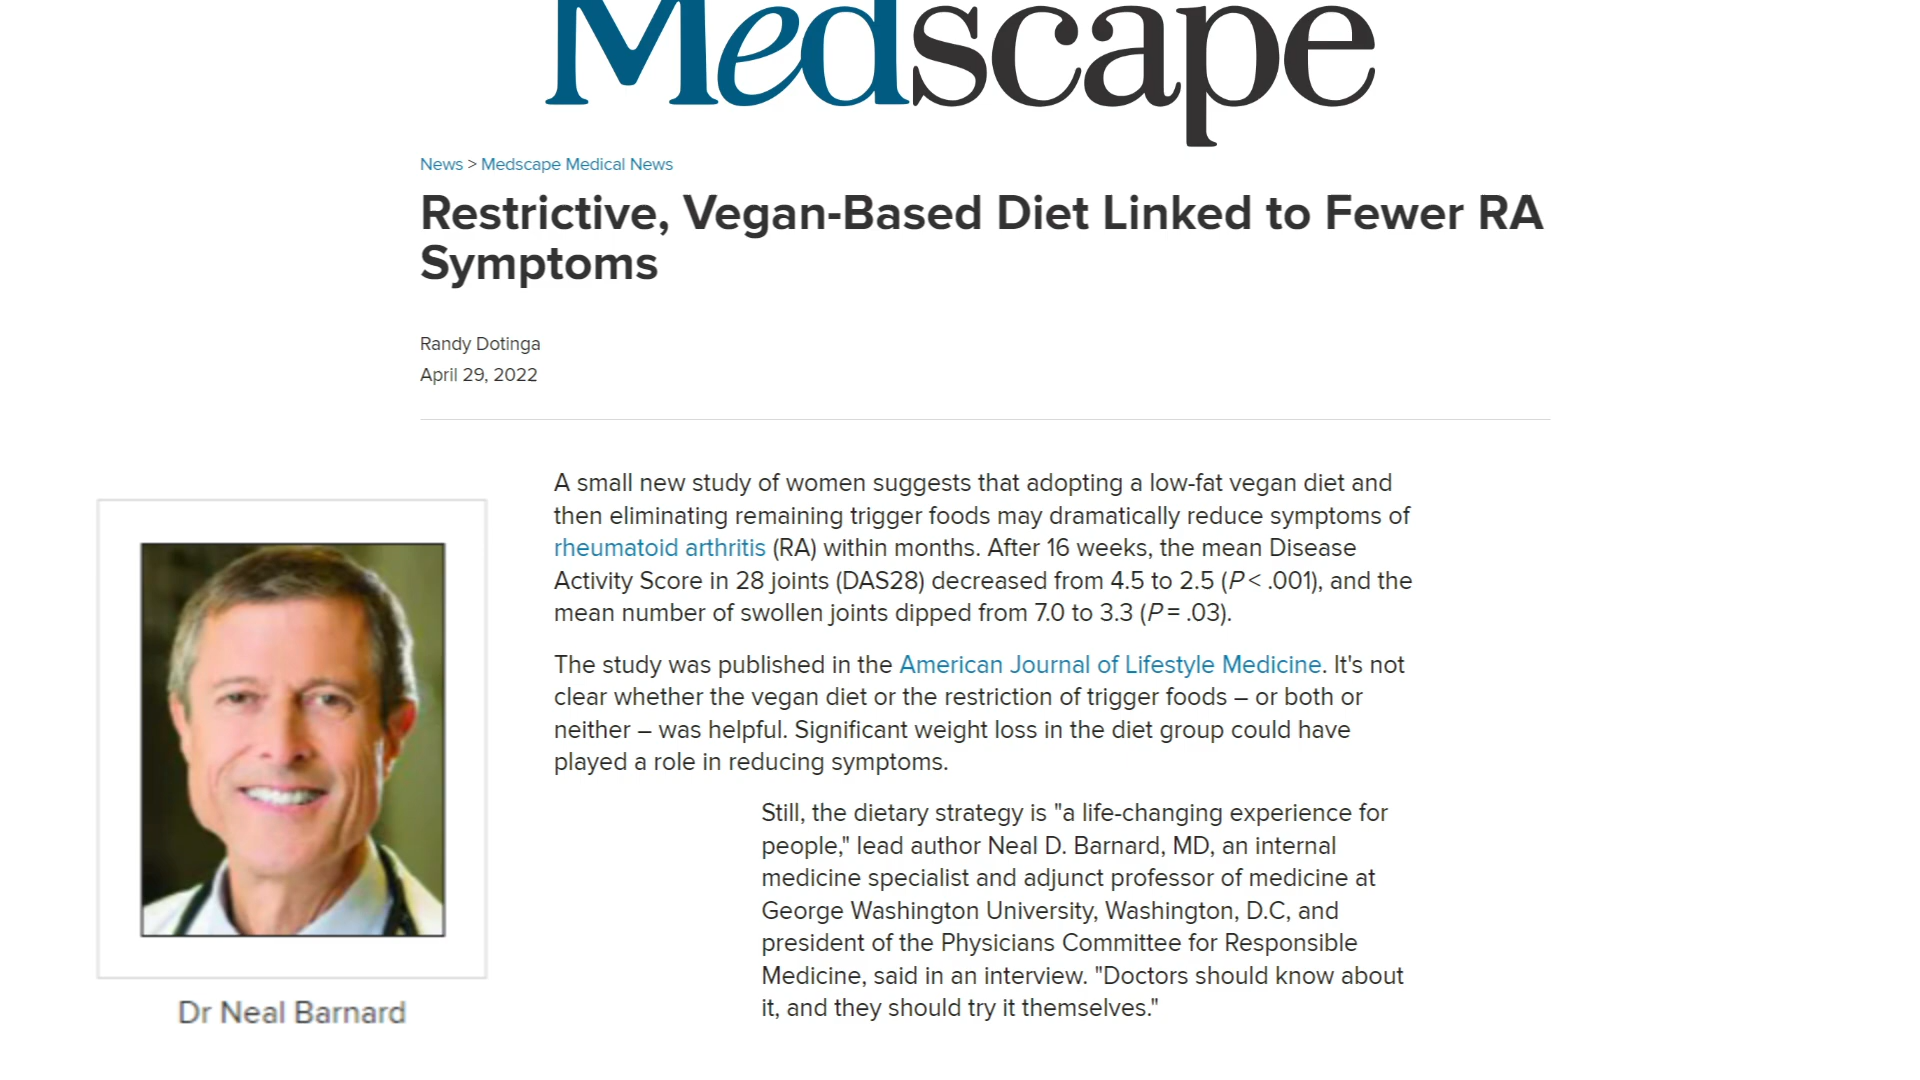 Medscape
News > Medscape Medical News
Restrictive, Vegan-Based Diet Linked to Fewer RA
Symptoms
Randy Dotinga
April 29, 2022
A small new study of women suggests that adopting a low-fat vegan diet and
then eliminating remaining trigger foods may dramatically reduce symptoms of
rheumatoid arthritis (RA) within months. After 16 weeks, the mean Disease
Activity Score in 28 joints (DAS28) decreased from 4.5 to 2.5 (P < .001), and the
mean number of swollen joints dipped from 7.0 to 3.3 (P = .03).
The study was published in the American Journal of Lifestyle Medicine. It's not
clear whether the vegan diet or the restriction of trigger foods – or both or
neither – was helpful. Significant weight loss in the diet group could have
played a role in reducing symptoms.
Still, the dietary strategy is "a life-changing experience for
people," lead author Neal D. Barnard, MD, an internal
medicine specialist and adjunct professor of medicine at
George Washington University, Washington, D.C, and
president of the Physicians Committee for Responsible
Medicine, said in an interview. "Doctors should know about
it, and they should try it themselves."
Dr Neal Barnard